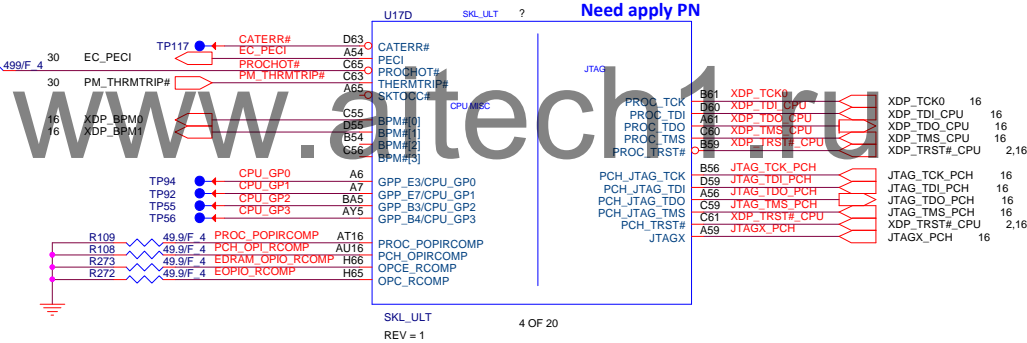 U17D SKL_ULT ? Need apply PN
TP117 CATERR# D63 CATERR#
30 EC_PECI EC_PECI A54 PECI
499/F_4 PROCHOT# C65 PROCHOT#
30 PM_THRMTRIP# PM_THRMTRIP# C63 THERMTRIP#
A65 SKTOCC#
CPU MISC
JTAG
16 XDP_BPM0 C55 BPM#[0]
16 XDP_BPM1 D55 BPM#[1]
B54 BPM#[2]
C56 BPM#[3]
TP94 CPU_GP0 A6 GPP_E3/CPU_GP0
TP92 CPU_GP1 A7 GPP_E7/CPU_GP1
TP55 CPU_GP2 BA5 GPP_B3/CPU_GP2
TP56 CPU_GP3 AY5 GPP_B4/CPU_GP3
R109 49.9/F_4 PROC_POPIRCOMP AT16 PROC_POPIRCOMP
R108 49.9/F_4 PCH_OPI_RCOMP AU16 PCH_OPIRCOMP
R273 49.9/F_4 EDRAM_OPIO_RCOMP H66 OPCE_RCOMP
R272 49.9/F_4 EOPIO_RCOMP H65 OPC_RCOMP
PROC_TCK B61 XDP_TCK0 XDP_TCK0 16
PROC_TDI D60 XDP_TDI_CPU XDP_TDI_CPU 16
PROC_TDO A61 XDP_TDO_CPU XDP_TDO_CPU 16
PROC_TMS C60 XDP_TMS_CPU XDP_TMS_CPU 16
PROC_TRST# B59 XDP_TRST#_CPU XDP_TRST#_CPU 2,16
PCH_JTAG_TCK B56 JTAG_TCK_PCH JTAG_TCK_PCH 16
PCH_JTAG_TDI D59 JTAG_TDI_PCH JTAG_TDI_PCH 16
PCH_JTAG_TDO A56 JTAG_TDO_PCH JTAG_TDO_PCH 16
PCH_JTAG_TMS C59 JTAG_TMS_PCH JTAG_TMS_PCH 16
PCH_TRST# C61 XDP_TRST#_CPU XDP_TRST#_CPU 2,16
JTAGX A59 JTAGX_PCH JTAGX_PCH 16
www.aitech1.ru
SKL_ULT
4 OF 20
REV = 1